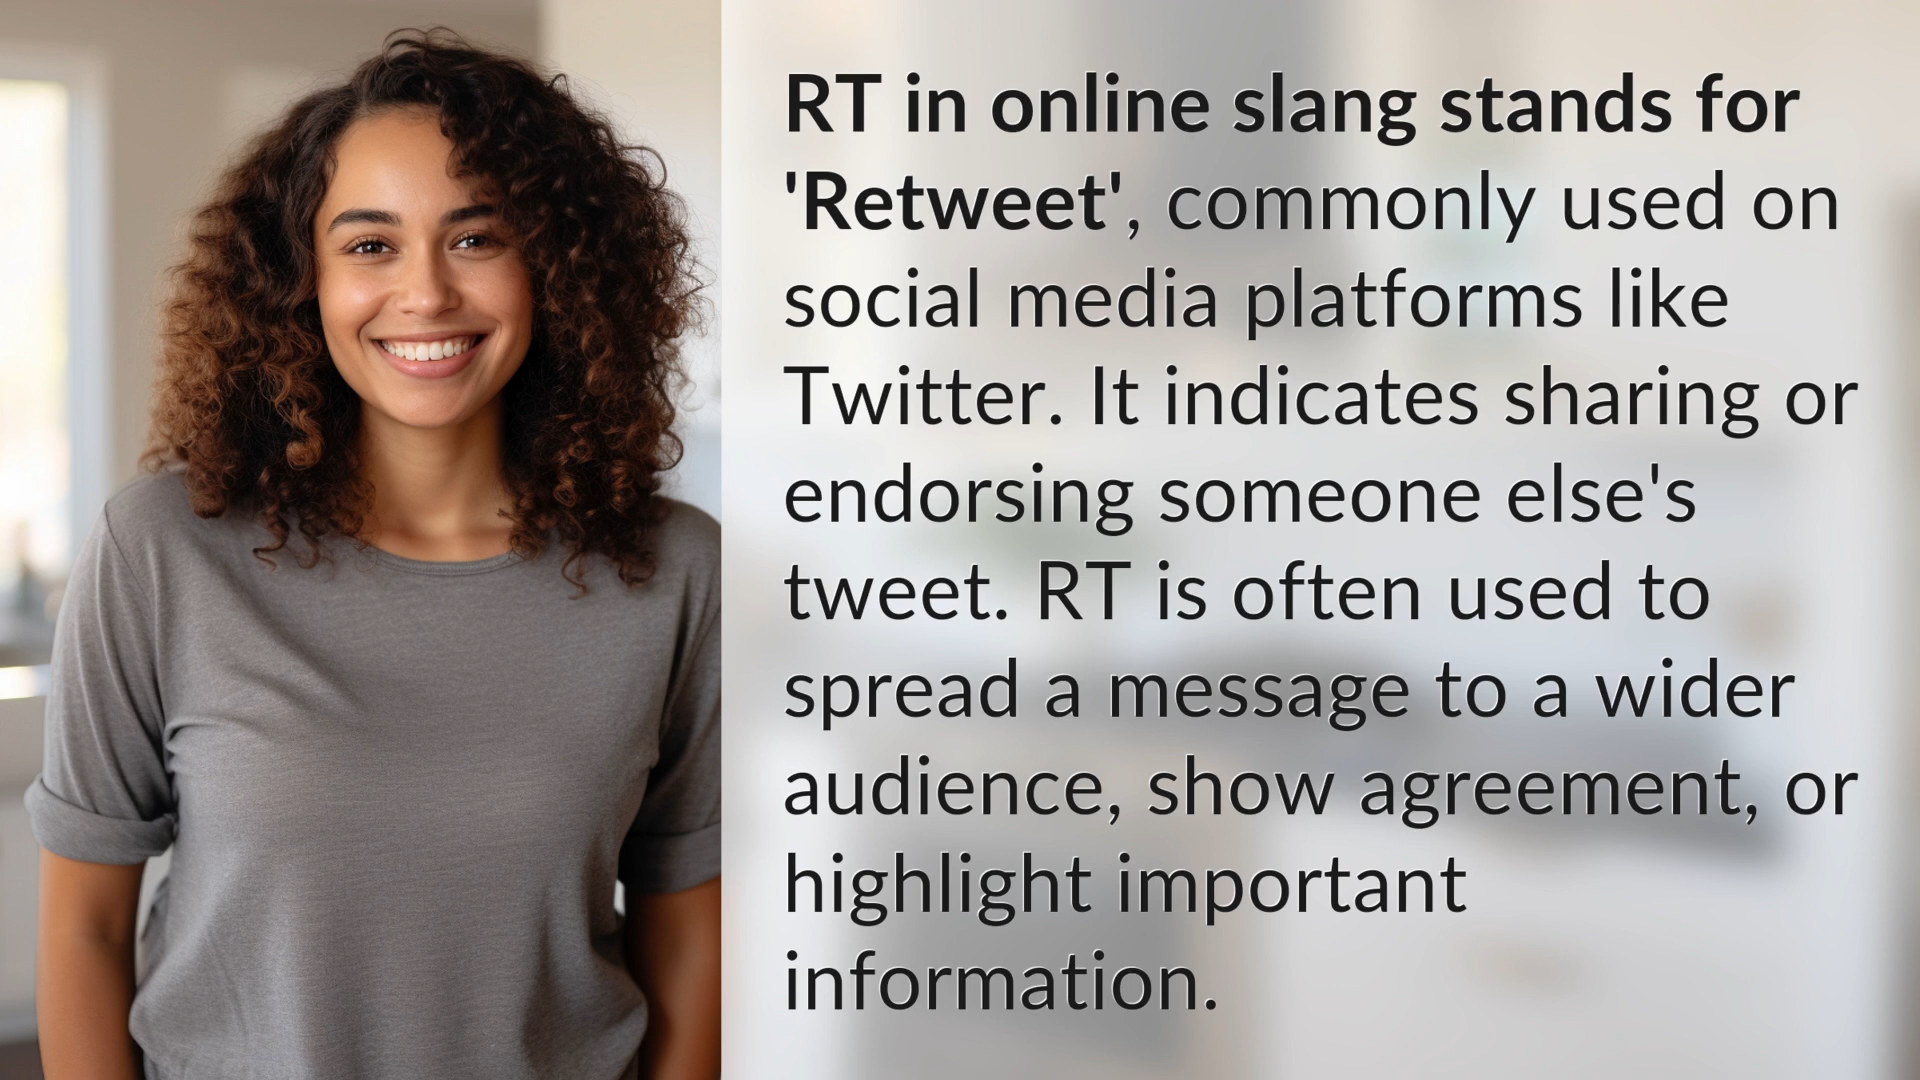 RT in online slang stands for
'Retweet', commonly used on
social media platforms like
Twitter. It indicates sharing or
endorsing someone else's
tweet. RT is often used to
spread a message to a wider
audience, show agreement, or
highlight important
information.